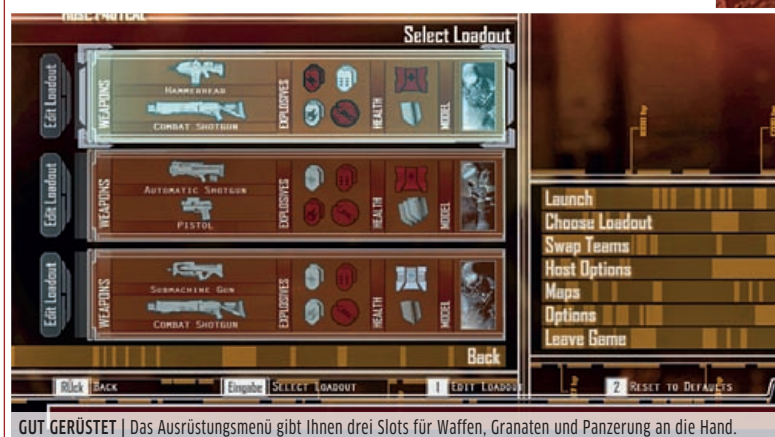 Select Loadout
Edit Loadout
WEAPONS
HAMMERHEAD
COMBAT SHOTGUN
EXPLOSIVES
HEALTH
MODEL
Edit Loadout
WEAPONS
AUTOMATIC SHOTGUN
PISTOL
EXPLOSIVES
HEALTH
MODEL
Edit Loadout
WEAPONS
SUBMACHINE GUN
COMBAT SHOTGUN
EXPLOSIVES
HEALTH
MODEL
Back
Launch
Choose Loadout
Swap Teams
Host Options
Maps
Options
Leave Game
Rück BACK
Eingabe SELECT LOADOUT
1 EDIT LOADOUT
2 RESET TO DEFAULTS
GUT GERÜSTET | Das Ausrüstungsmenü gibt Ihnen drei Slots für Waffen, Granaten und Panzerung an die Hand.